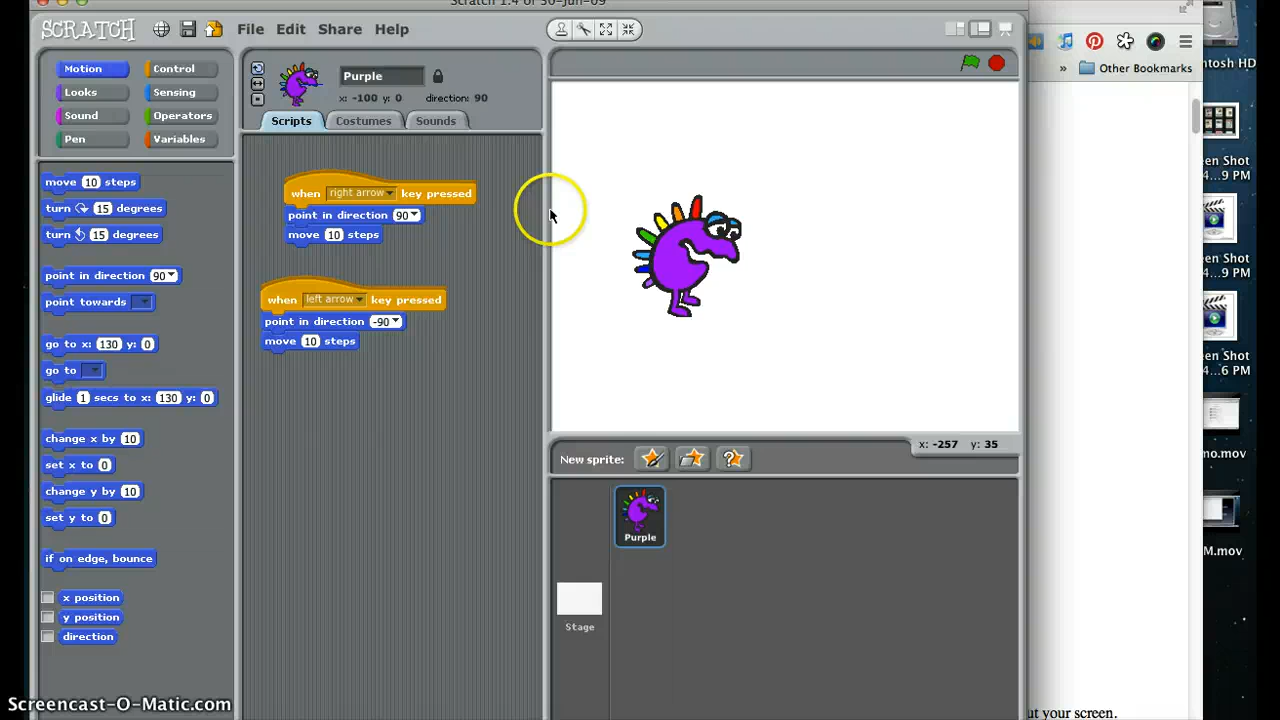 Scratch 1.4 of 30-Jun-09
SCRATCH
File Edit Share Help
Motion Control
Looks Sensing
Sound Operators
Pen Variables
Purple
x: -100 y: 0 direction: 90
Scripts Costumes Sounds
move 10 steps
turn 15 degrees
turn 15 degrees
point in direction 90
point towards
go to x: 130 y: 0
go to
glide 1 secs to x: 130 y: 0
change x by 10
set x to 0
change y by 10
set y to 0
if on edge, bounce
x position
y position
direction
when right arrow key pressed
point in direction 90
move 10 steps
when left arrow key pressed
point in direction -90
move 10 steps
x: -257 y: 35
New sprite:
Purple
Stage
» Other Bookmarks
ntosh HD
een Shot
4...9 PM
een Shot
4...9 PM
een Shot
4...6 PM
mo.mov
M.mov
ut your screen.
Screencast-O-Matic.com